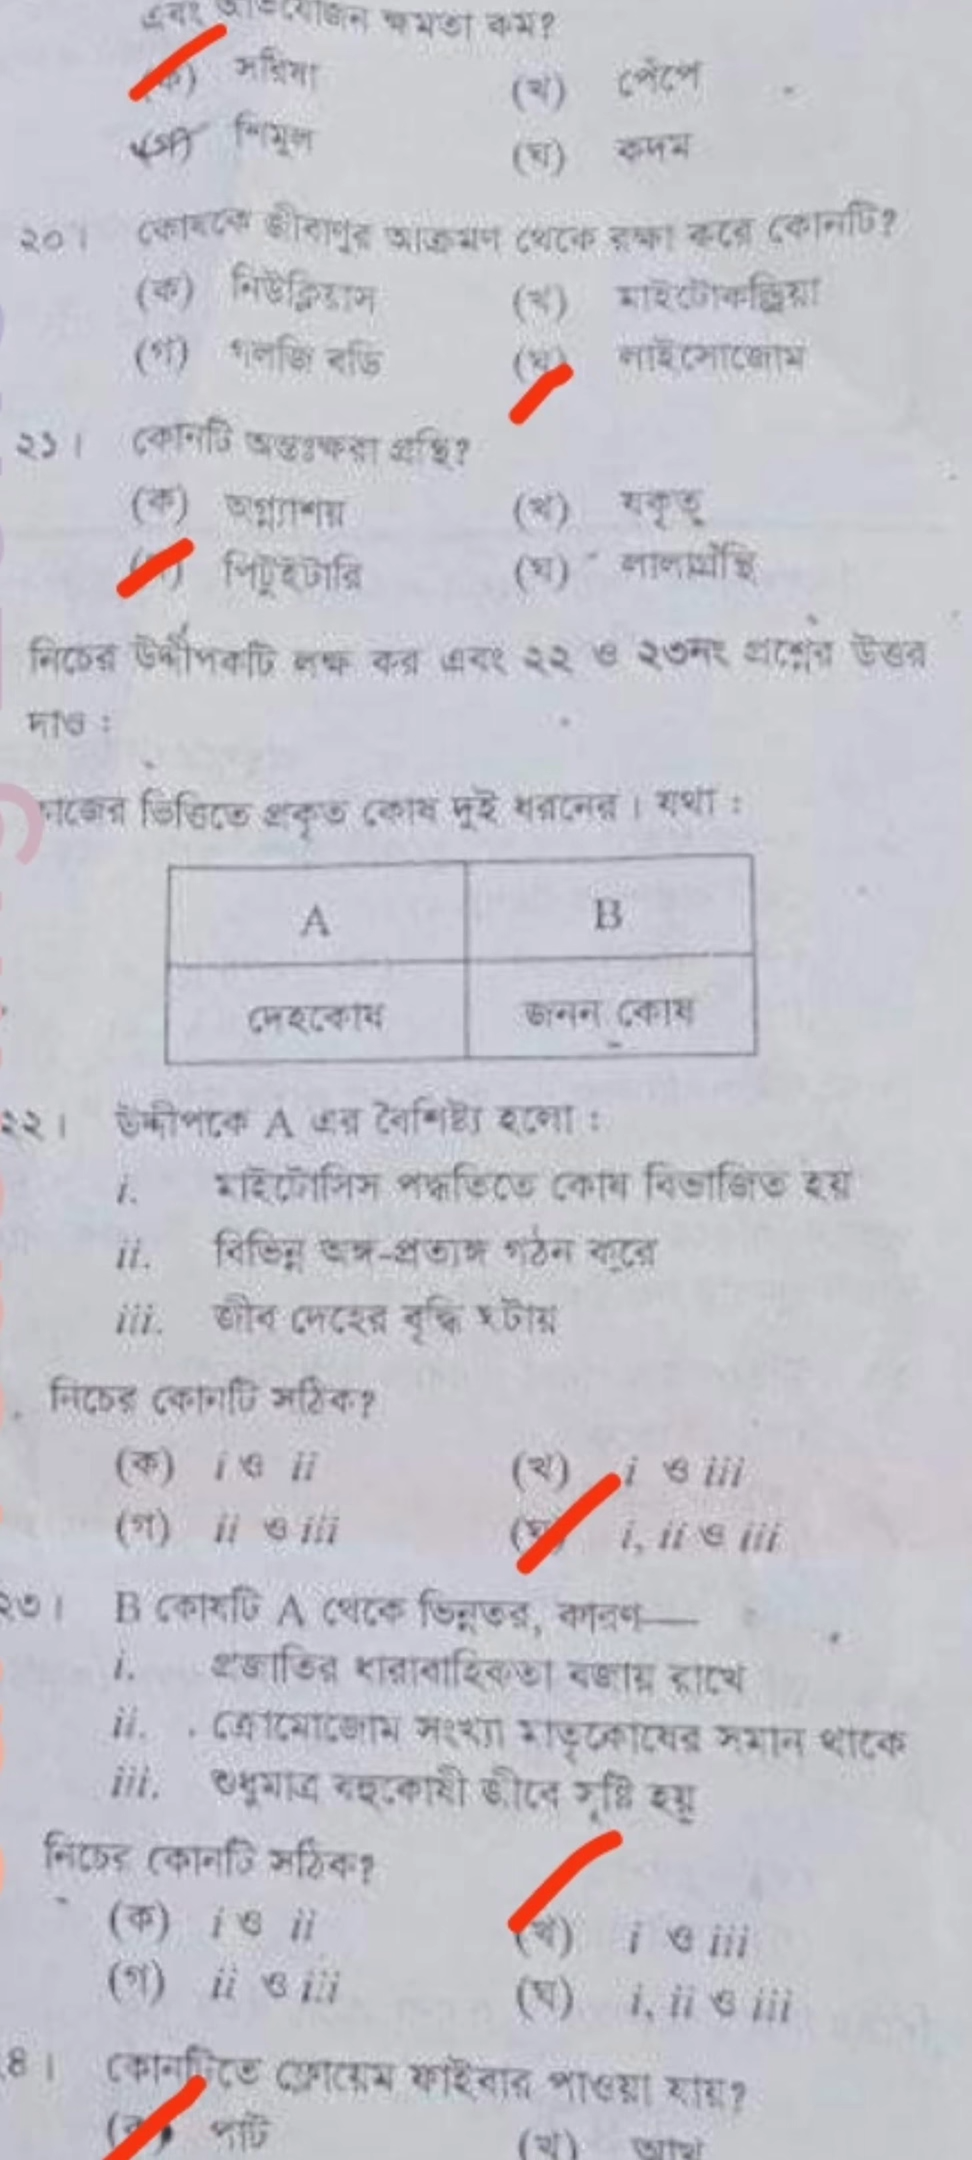 এবং অভিযোজন ক্ষমতা কম?
(ক) সরিষা (খ) পেঁপে
(গ) শিমুল (ঘ) কদম
২০। কোষকে জীবাণুর আক্রমণ থেকে রক্ষা করে কোনটি?
(ক) নিউক্লিয়াস (খ) মাইটোকন্ড্রিয়া
(গ) গলজি বডি (ঘ) লাইসোজোম
২১। কোনটি অন্তঃক্ষরা গ্রন্থি?
(ক) অগ্ন্যাশয় (খ) যকৃত্
(গ) পিটুইটারি (ঘ) লালাগ্রন্থি
নিচের উদ্দীপকটি লক্ষ কর এবং ২২ ও ২৩নং প্রশ্নের উত্তর
দাও :
কাজের ভিত্তিতে প্রকৃত কোষ দুই ধরনের। যথা :
A B
দেহকোষ জনন কোষ
২২। উদ্দীপকে A এর বৈশিষ্ট্য হলো :
i. মাইটোসিস পদ্ধতিতে কোষ বিভাজিত হয়
ii. বিভিন্ন অঙ্গ-প্রত্যঙ্গ গঠন করে
iii. জীব দেহের বৃদ্ধি ঘটায়
নিচের কোনটি সঠিক?
(ক) i ও ii (খ) i ও iii
(গ) ii ও iii (ঘ) i, ii ও iii
২৩। B কোষটি A থেকে ভিন্নতর, কারণ—
i. প্রজাতির ধারাবাহিকতা বজায় রাখে
ii. ক্রোমোজোম সংখ্যা মাতৃকোষের সমান থাকে
iii. শুধুমাত্র বহুকোষী জীবে সৃষ্টি হয়
নিচের কোনটি সঠিক?
(ক) i ও ii (খ) i ও iii
(গ) ii ও iii (ঘ) i, ii ও iii
৪। কোনটিতে ফ্লোয়েম ফাইবার পাওয়া যায়?
(ক) পাট (খ) আখ